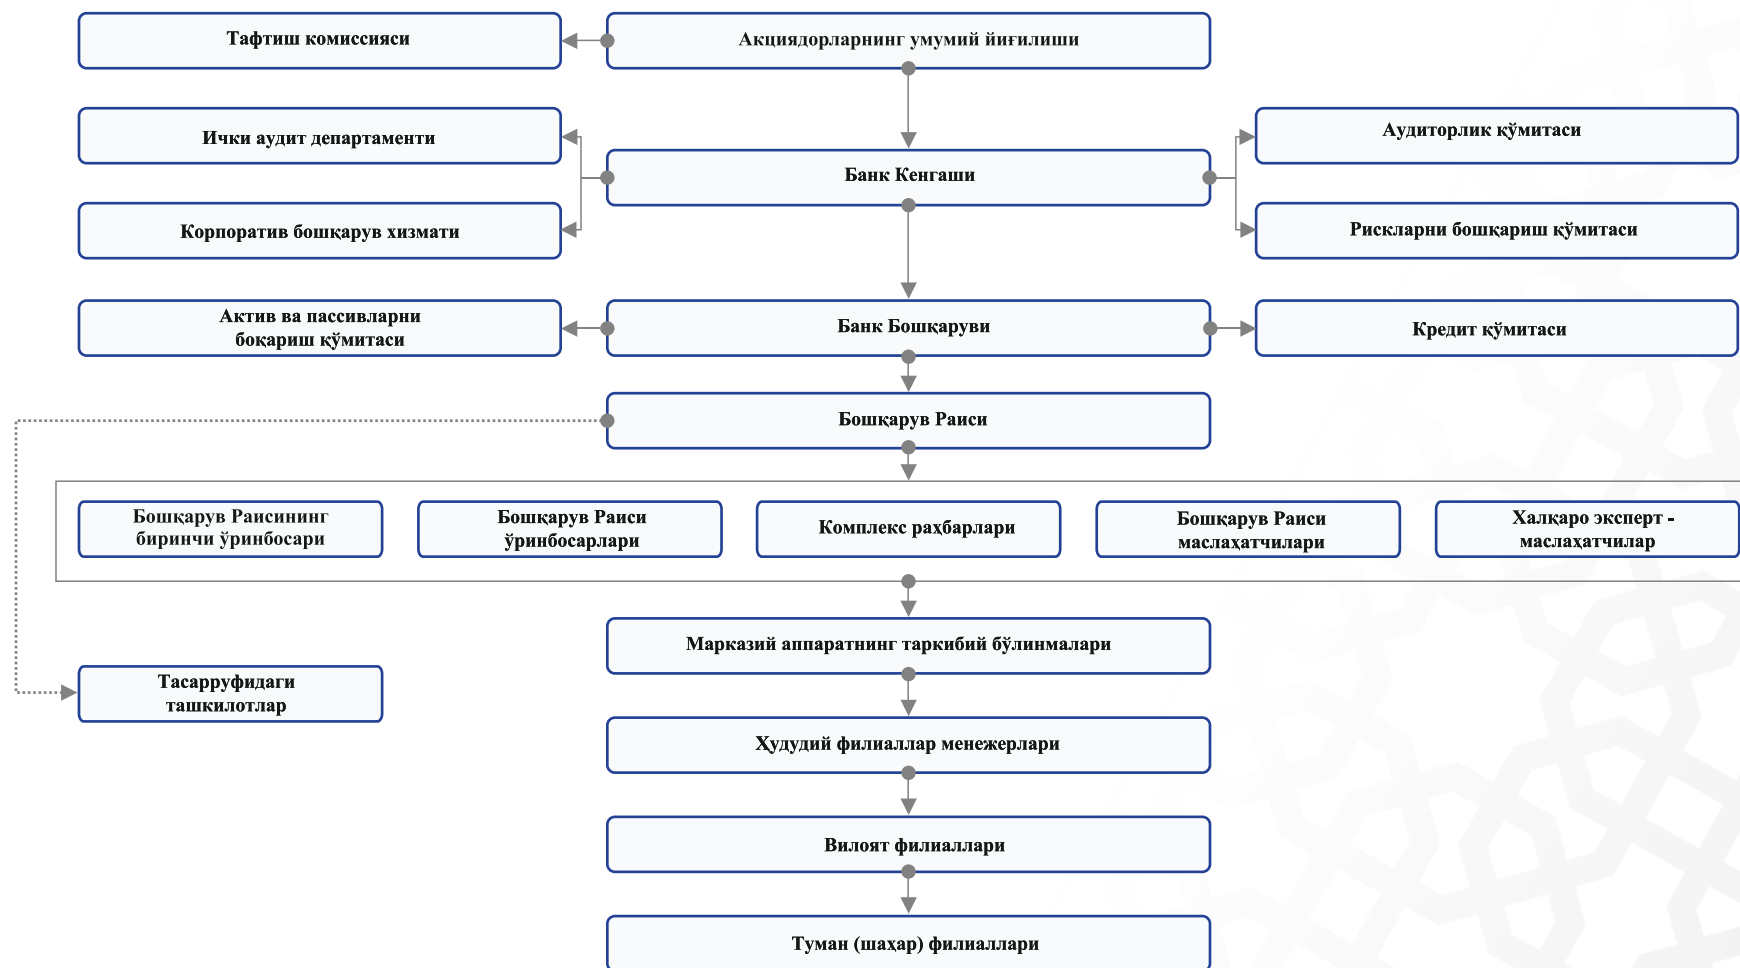 Тафтиш комиссияси
Акциядорларнинг умумий йиғилиши
Ички аудит департаменти
Аудиторлик қўмитаси
Банк Кенгаши
Корпоратив бошқарув хизмати
Рискларни бошқариш қўмитаси
Актив ва пассивларни
боқариш қўмитаси
Банк Бошқаруви
Кредит қўмитаси
Бошқарув Раиси
Бошқарув Раисининг
биринчи ўринбосари
Бошқарув Раиси
ўринбосарлари
Комплекс раҳбарлари
Бошқарув Раиси
маслаҳатчилари
Халқаро эксперт -
маслаҳатчилар
Марказий аппаратнинг таркибий бўлинмалари
Тасарруфидаги
ташкилотлар
Ҳудудий филиаллар менежерлари
Вилоят филиаллари
Туман (шаҳар) филиаллари